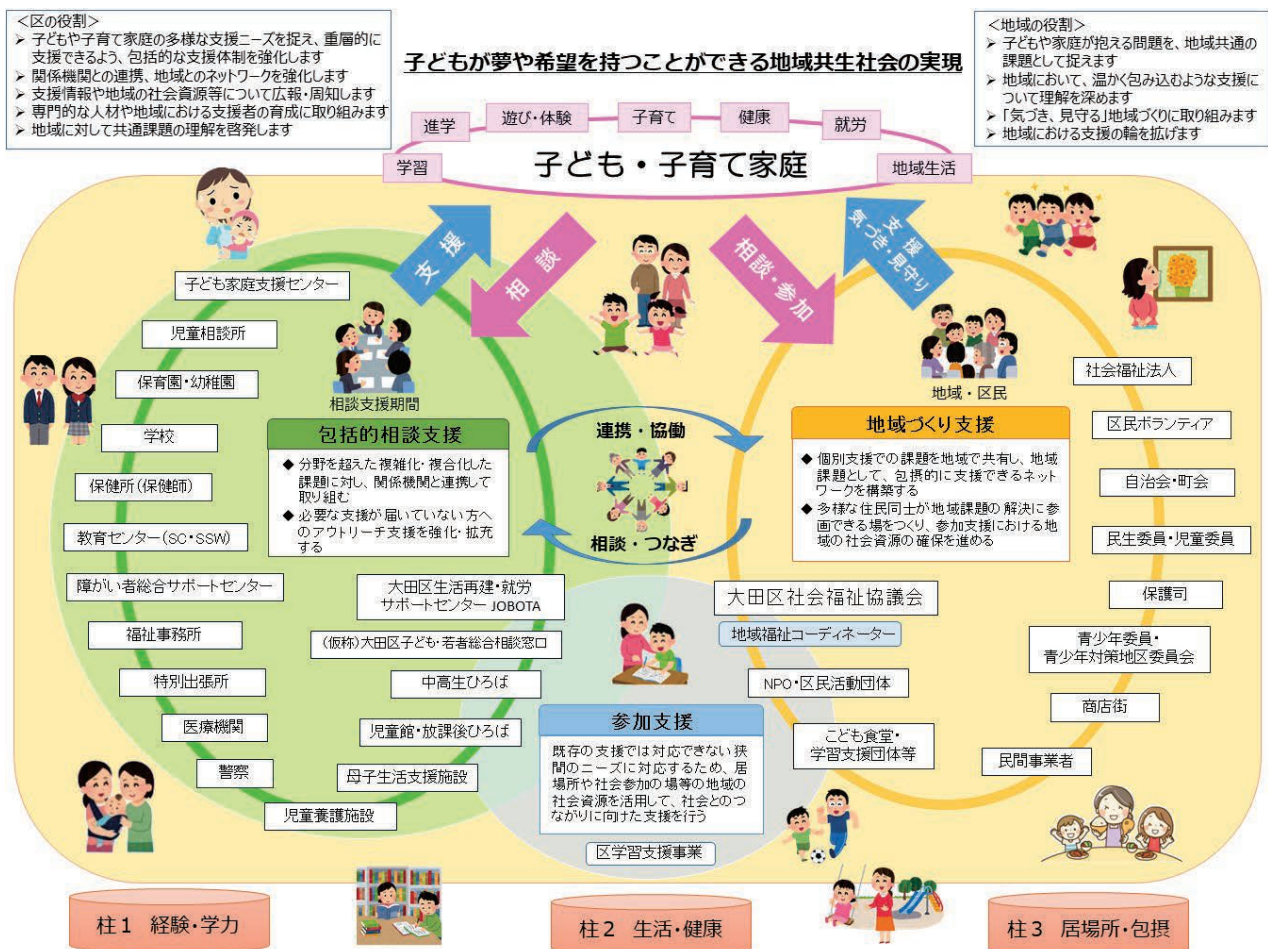 <区の役割>
➢ 子どもや子育て家庭の多様な支援ニーズを捉え、重層的に
支援できるよう、包括的な支援体制を強化します
➢ 関係機関との連携、地域とのネットワークを強化します
➢ 支援情報や地域の社会資源等について広報・周知します
➢ 専門的な人材や地域における支援者の育成に取り組みます
➢ 地域に対して共通課題の理解を啓発します
子どもが夢や希望を持つことができる地域共生社会の実現
<地域の役割>
➢ 子どもや家庭が抱える問題を、地域共通の
課題として捉えます
➢ 地域において、温かく包み込むような支援に
ついて理解を深めます
➢ 「気づき、見守る」地域づくりに取り組みます
➢ 地域における支援の輪を拡げます
学習
進学
遊び・体験
子育て
健康
就労
地域生活
子ども・子育て家庭
支援
相談
相談・参加
支援
気づき・見守り
子ども家庭支援センター
児童相談所
保育園・幼稚園
学校
保健所(保健師)
教育センター(SC・SSW)
障がい者総合サポートセンター
福祉事務所
特別出張所
医療機関
警察
児童養護施設
相談支援期間
包括的相談支援
◆ 分野を超えた複雑化・複合化した
課題に対し、関係機関と連携して
取り組む
◆ 必要な支援が届いていない方へ
のアウトリーチ支援を強化・拡充
する
大田区生活再建・就労
サポートセンター JOBOTA
(仮称)大田区子ども・若者総合相談窓口
中高生ひろば
児童館・放課後ひろば
母子生活支援施設
連携・協働
相談・つなぎ
地域・区民
地域づくり支援
◆ 個別支援での課題を地域で共有し、地域
課題として、包摂的に支援できるネット
ワークを構築する
◆ 多様な住民同士が地域課題の解決に参
画できる場をつくり、参加支援における地
域の社会資源の確保を進める
大田区社会福祉協議会
地域福祉コーディネーター
NPO・区民活動団体
こども食堂・
学習支援団体等
参加支援
既存の支援では対応できない狭
間のニーズに対応するため、居
場所や社会参加の場等の地域の
社会資源を活用して、社会とのつ
ながりに向けた支援を行う
区学習支援事業
社会福祉法人
区民ボランティア
自治会・町会
民生委員・児童委員
保護司
青少年委員・
青少年対策地区委員会
商店街
民間事業者
柱1 経験・学力
柱2 生活・健康
柱3 居場所・包摂